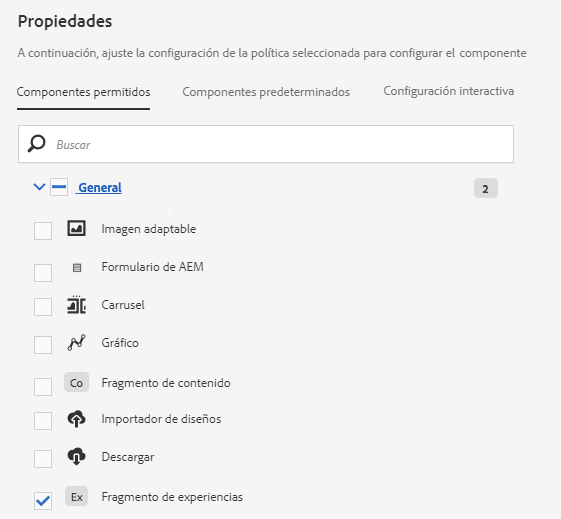 Propiedades
A continuación, ajuste la configuración de la política seleccionada para configurar el componente
Componentes permitidos Componentes predeterminados Configuración interactiva
Buscar
General 2
Imagen adaptable
Formulario de AEM
Carrusel
Gráfico
Co Fragmento de contenido
Importador de diseños
Descargar
Ex Fragmento de experiencias